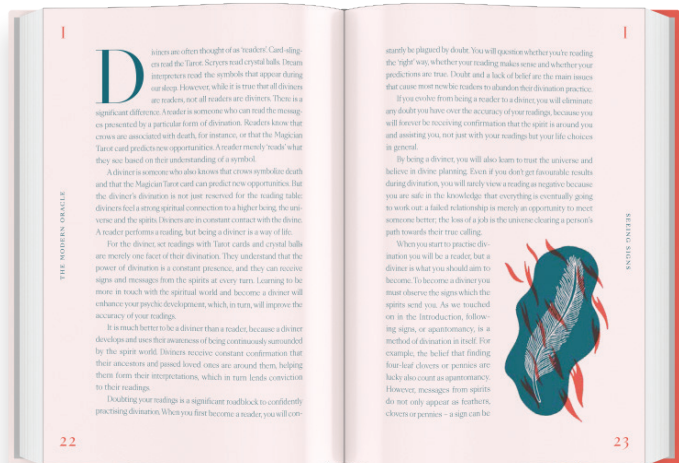 I
Diviners are often thought of as 'readers'. Card-sling-
ers read the Tarot. Scryers read crystal balls. Dream
interpreters read the symbols that appear during
our sleep. However, while it is true that all diviners
are readers, not all readers are diviners. There is a
significant difference. A reader is someone who can read the messag-
es presented by a particular form of divination. Readers know that
crows are associated with death, for instance, or that the Magician
Tarot card predicts new opportunities. A reader merely 'reads' what
they see based on their understanding of a symbol.
A diviner is someone who also knows that crows symbolize death
and that the Magician Tarot card can predict new opportunities. But
the diviner's divination is not just reserved for the reading table:
diviners feel a strong spiritual connection to a higher being, the uni-
verse and the spirits. Diviners are in constant contact with the divine.
A reader performs a reading, but being a diviner is a way of life.
For the diviner, set readings with Tarot cards and crystal balls
are merely one facet of their divination. They understand that the
power of divination is a constant presence, and they can receive
signs and messages from the spirits at every turn. Learning to be
more in touch with the spiritual world and become a diviner will
enhance your psychic development, which, in turn, will improve the
accuracy of your readings.
It is much better to be a diviner than a reader, because a diviner
develops and uses their awareness of being continuously surrounded
by the spirit world. Diviners receive constant confirmation that
their ancestors and passed loved ones are around them, helping
them form their interpretations, which in turn lends conviction
to their readings.
Doubting your readings is a significant roadblock to confidently
practising divination. When you first become a reader, you will con-
THE MODERN ORACLE
22
I
stantly be plagued by doubt. You will question whether you're reading
the 'right' way, whether your reading makes sense and whether your
predictions are true. Doubt and a lack of belief are the main issues
that cause most newbie readers to abandon their divination practice.
If you evolve from being a reader to a diviner, you will eliminate
any doubt you have over the accuracy of your readings, because you
will forever be receiving confirmation that the spirit is around you
and assisting you, not just with your readings but your life choices
in general.
By being a diviner, you will also learn to trust the universe and
believe in divine planning. Even if you don't get favourable results
during divination, you will rarely view a reading as negative because
you are safe in the knowledge that everything is eventually going
to work out: a failed relationship is merely an opportunity to meet
someone better; the loss of a job is the universe clearing a person's
path towards their true calling.
When you start to practise div-
ination you will be a reader, but a
diviner is what you should aim to
become. To become a diviner you
must observe the signs which the
spirits send you. As we touched
on in the Introduction, follow-
ing signs, or apantomancy, is a
method of divination in itself. For
example, the belief that finding
four-leaf clovers or pennies are
lucky also count as apantomancy.
However, messages from spirits
do not only appear as feathers,
clovers or pennies – a sign can be
SEEING SIGNS
23